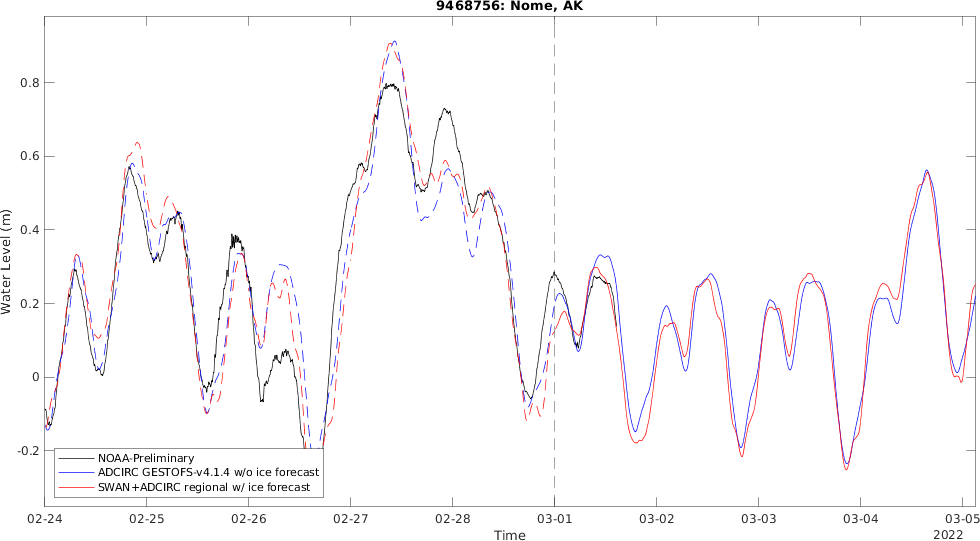 9468756: Nome, AK
Water Level (m)
0.8
0.6
0.4
0.2
0
-0.2
NOAA-Preliminary
ADCIRC GESTOFS-v4.1.4 w/o ice forecast
SWAN+ADCIRC regional w/ ice forecast
02-24 02-25 02-26 02-27 02-28 03-01 03-02 03-03 03-04 03-05
Time
2022